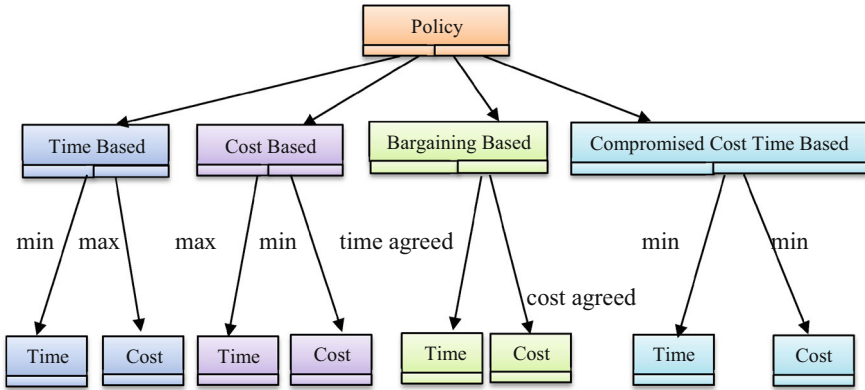 Policy
Time Based
Cost Based
Bargaining Based
Compromised Cost Time Based
min
max
max
min
time agreed
min
min
cost agreed
Time
Cost
Time
Cost
Time
Cost
Time
Cost